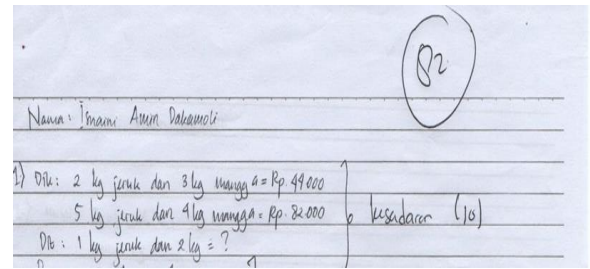 82
Nama: Ismaini Amin Dakamoli
1) Dik: 2 kg jeruk dan 3 kg mangga = Rp. 44 000
5 kg jeruk dan 4 kg mangga = Rp. 82.000
kesadaran (10)
Dit: 1 kg jeruk dan 2 kg = ?